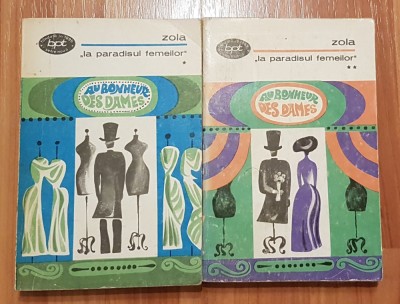 bpt
zola
„la paradisul femeilor”
*
AU BONHEUR
DES DAMES
bpt
zola
„la paradisul femeilor”
**
AU BONHEUR
DES DAMES